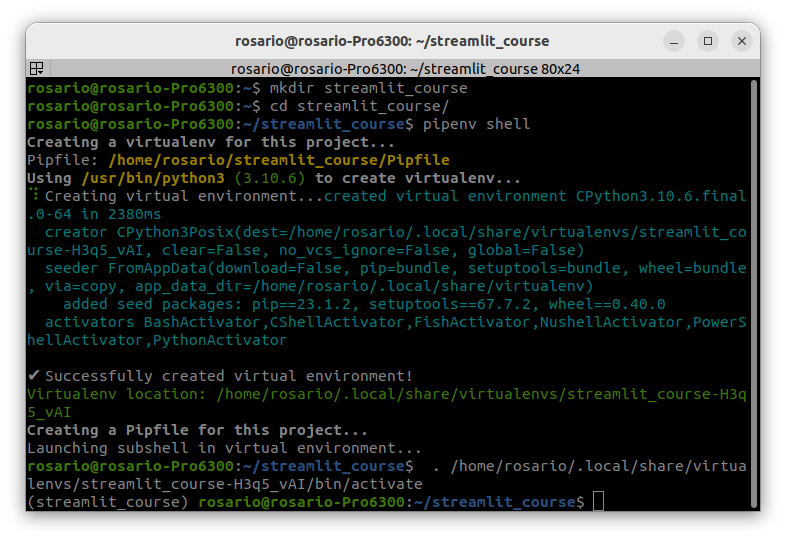 rosario@rosario-Pro6300: ~/streamlit_course
rosario@rosario-Pro6300: ~/streamlit_course 80x24
rosario@rosario-Pro6300:~$ mkdir streamlit_course
rosario@rosario-Pro6300:~$ cd streamlit_course/
rosario@rosario-Pro6300:~/streamlit_course$ pipenv shell
Creating a virtualenv for this project...
Pipfile: /home/rosario/streamlit_course/Pipfile
Using /usr/bin/python3 (3.10.6) to create virtualenv...
⠹ Creating virtual environment...created virtual environment CPython3.10.6.final
.0-64 in 2380ms
  creator CPython3Posix(dest=/home/rosario/.local/share/virtualenvs/streamlit_co
urse-H3q5_vAI, clear=False, no_vcs_ignore=False, global=False)
  seeder FromAppData(download=False, pip=bundle, setuptools=bundle, wheel=bundle
, via=copy, app_data_dir=/home/rosario/.local/share/virtualenv)
    added seed packages: pip==23.1.2, setuptools==67.7.2, wheel==0.40.0
  activators BashActivator,CShellActivator,FishActivator,NushellActivator,PowerS
hellActivator,PythonActivator
✔ Successfully created virtual environment!
Virtualenv location: /home/rosario/.local/share/virtualenvs/streamlit_course-H3q
5_vAI
Creating a Pipfile for this project...
Launching subshell in virtual environment...
rosario@rosario-Pro6300:~/streamlit_course$  . /home/rosario/.local/share/virtua
lenvs/streamlit_course-H3q5_vAI/bin/activate
(streamlit_course) rosario@rosario-Pro6300:~/streamlit_course$